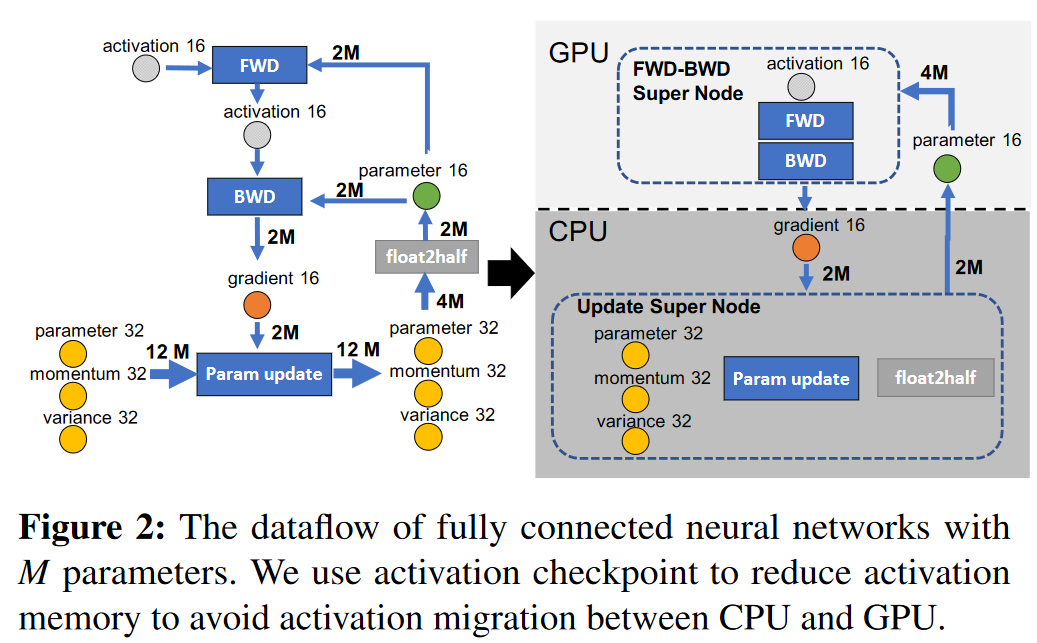 activation 16
FWD
2M
activation 16
parameter 16
BWD
2M
2M
2M
float2half
gradient 16
4M
2M
parameter 32
momentum 32
variance 32
12 M
Param update
12 M
parameter 32
momentum 32
variance 32
GPU
FWD-BWD
Super Node
activation 16
FWD
BWD
4M
parameter 16
CPU
gradient 16
2M
2M
Update Super Node
parameter 32
momentum 32
variance 32
Param update
float2half
Figure 2: The dataflow of fully connected neural networks with
M parameters. We use activation checkpoint to reduce activation
memory to avoid activation migration between CPU and GPU.